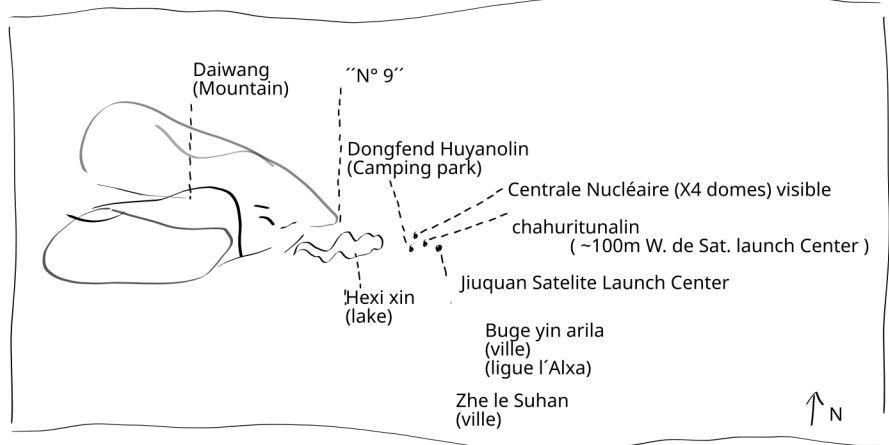 Daiwang
(Mountain)
´´N° 9´´
Dongfend Huyanolin
(Camping park)
Centrale Nucléaire (X4 domes) visible
chahuritunalin
( ~100m W. de Sat. launch Center )
Jiuquan Satelite Launch Center
Hexi xin
(lake)
Buge yin arila
(ville)
(ligue l´Alxa)
Zhe le Suhan
(ville)
N